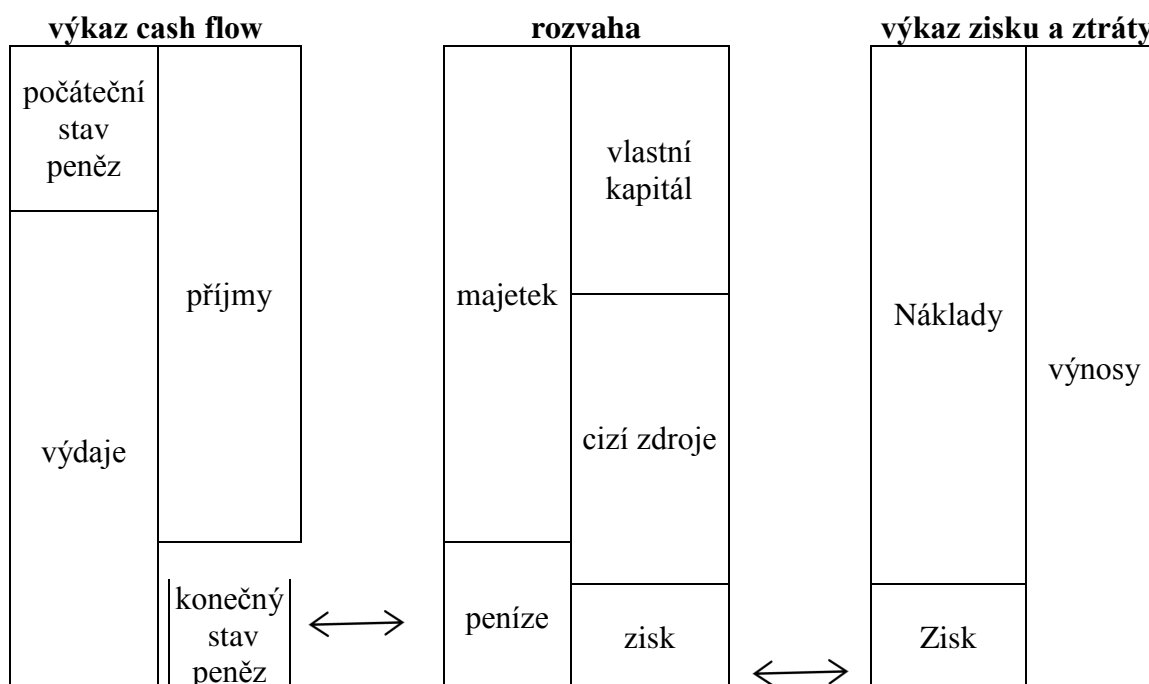 výkaz cash flow
rozvaha
výkaz zisku a ztráty
počáteční
stav
peněz
výdaje
příjmy
konečný
stav
peněz
majetek
peníze
vlastní
kapitál
cizí zdroje
zisk
Náklady
Zisk
výnosy